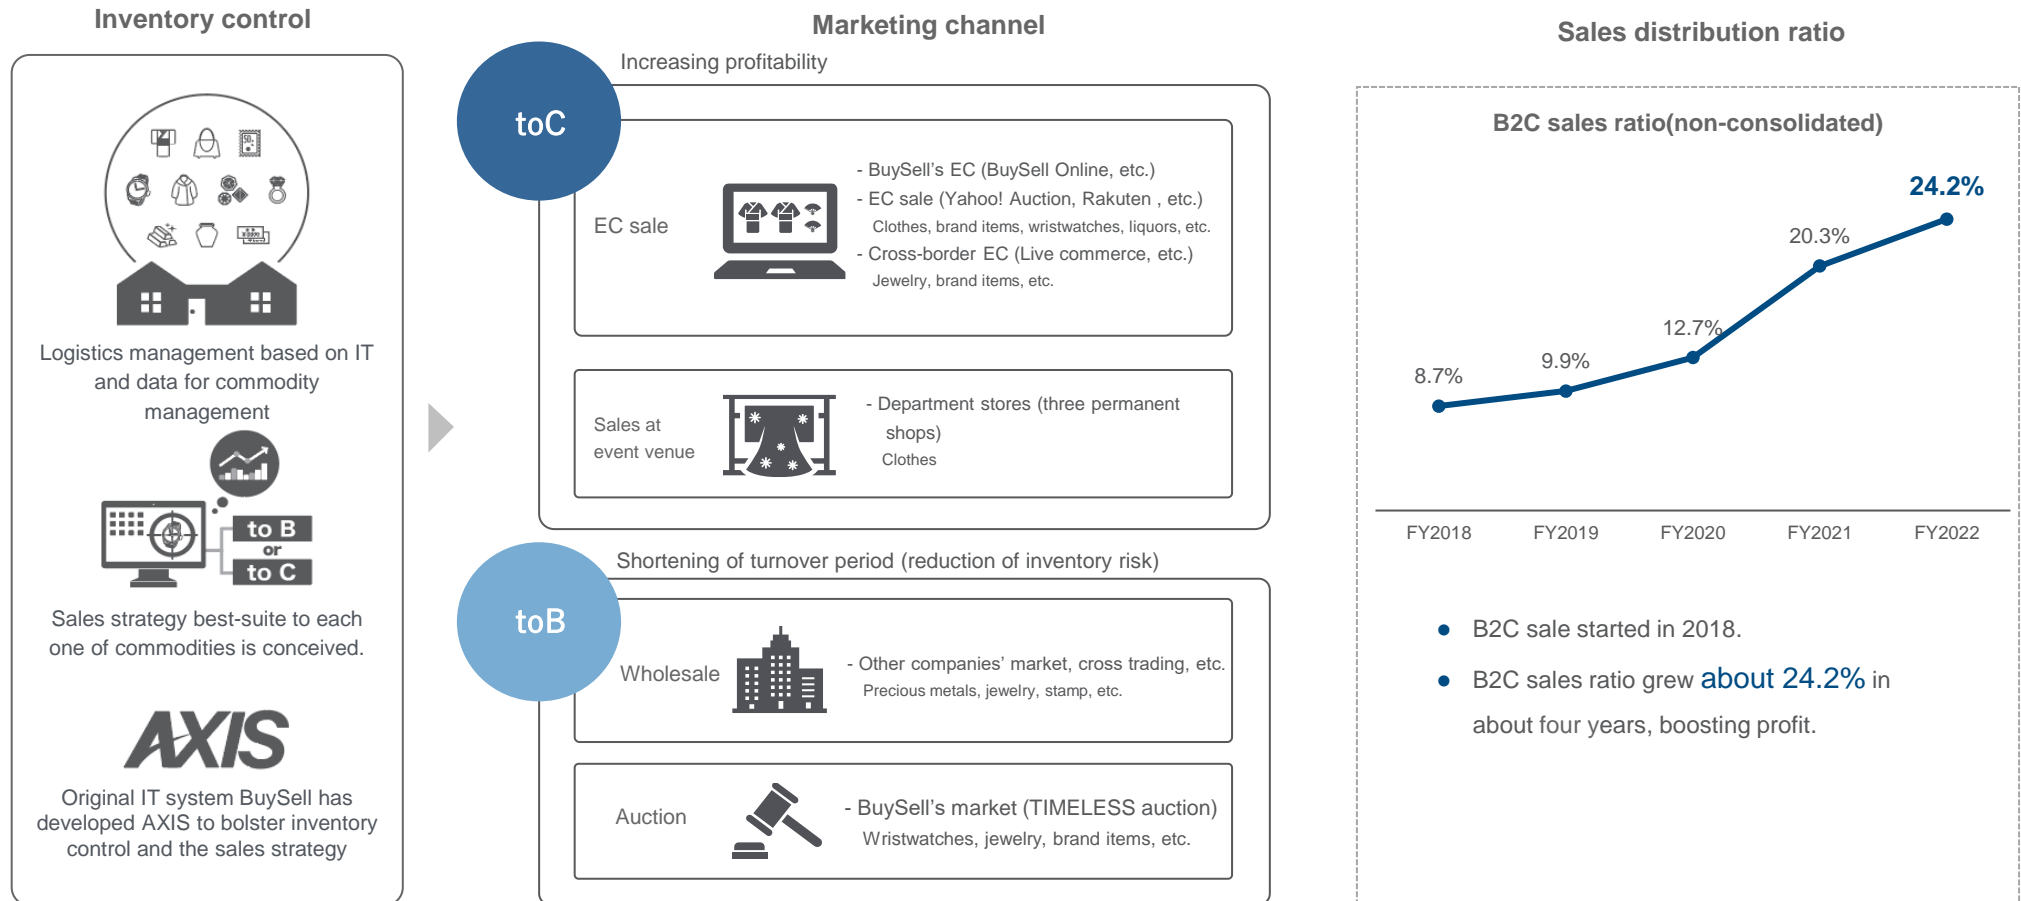 Inventory control
Logistics management based on IT
and data for commodity
management
to B
or
to C
Sales strategy best-suite to each
one of commodities is conceived.
AXIS
Original IT system BuySell has
developed AXIS to bolster inventory
control and the sales strategy
Marketing channel
toC
Increasing profitability
EC sale
- BuySell’s EC (BuySell Online, etc.)
- EC sale (Yahoo! Auction, Rakuten , etc.)
Clothes, brand items, wristwatches, liquors, etc.
- Cross-border EC (Live commerce, etc.)
Jewelry, brand items, etc.
Sales at
event venue
- Department stores (three permanant
shops)
Clothes
toB
Shortening of turnover period (reduction of inventory risk)
Wholesale
- Other companies’ market, cross trading, etc.
Precious metals, jewelry, stamp, etc.
Auction
- BuySell’s market (TIMELESS auction)
Wristwatches, jewelry, brand items, etc.
Sales distribution ratio
B2C sales ratio(non-consolidated)
8.7%
9.9%
12.7%
20.3%
24.2%
FY2018
FY2019
FY2020
FY2021
FY2022
● B2C sale started in 2018.
● B2C sales ratio grew about 24.2% in
about four years, boosting profit.